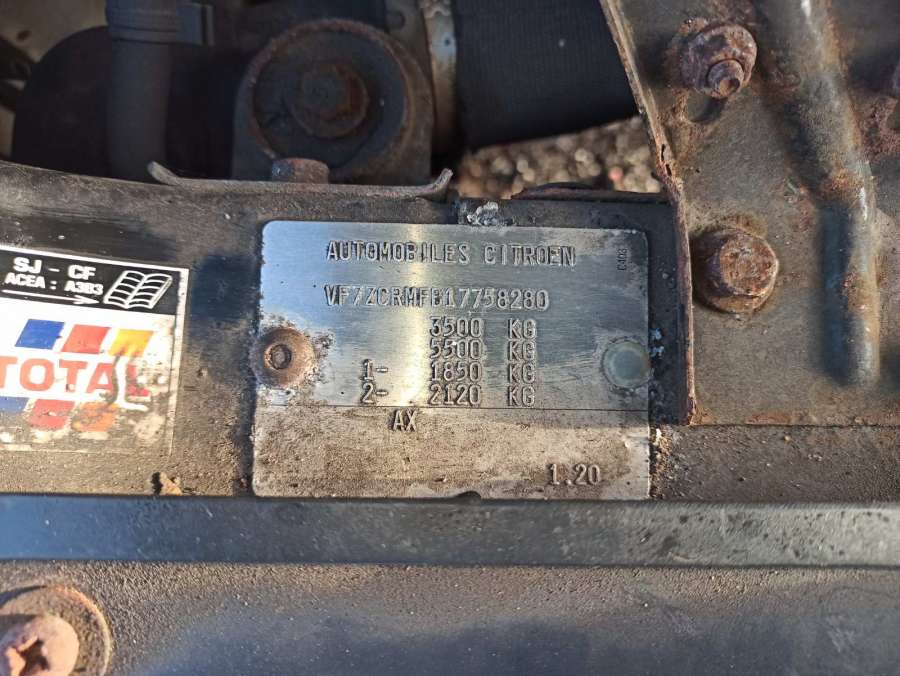 AUTOMOBILES CITROEN
VF7ZCRMFB17758280
3500 KG
5500 KG
1- 1850 KG
2- 2120 KG
AX
1.20
SJ - CF
ACEA : A3B3
TOTAL